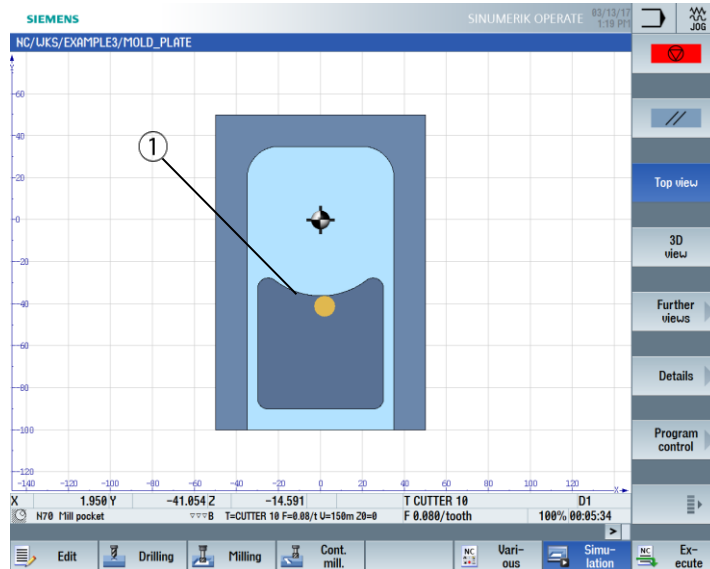 SIEMENS
SINUMERIK OPERATE
03/13/17
1:19 PM
JOG
NC/WKS/EXAMPLE3/MOLD_PLATE
Y
60
40
20
0
-20
-40
-60
-80
-100
-120
1
-140 -120 -100 -80 -60 -40 -20 0 20 40 60 80 100 120 X
X 1.950 Y -41.054 Z -14.591 T CUTTER 10 D1
N70 Mill pocket ▿▿▿B T=CUTTER 10 F=0.08/t V=150m Z0=0 F 0.080/tooth 100% 00:05:34
>
Top view
3D
view
Further
views
Details
Program
control
Edit
Drilling
Milling
Cont.
mill.
NC
Vari-
ous
Simu-
lation
NC
Ex-
ecute